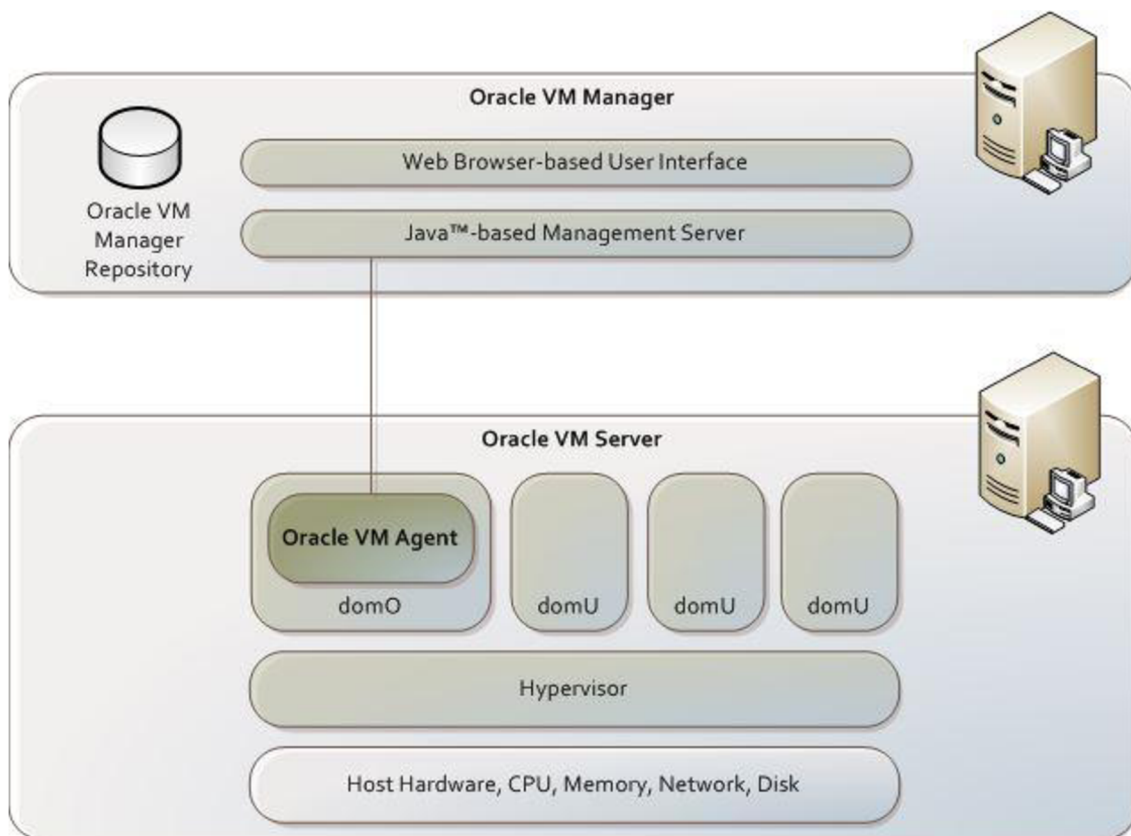 Oracle VM Manager
Web Browser-based User Interface
Oracle VM
Manager
Repository
Java™-based Management Server
Oracle VM Server
Oracle VM Agent
domO
domU
domU
domU
Hypervisor
Host Hardware, CPU, Memory, Network, Disk